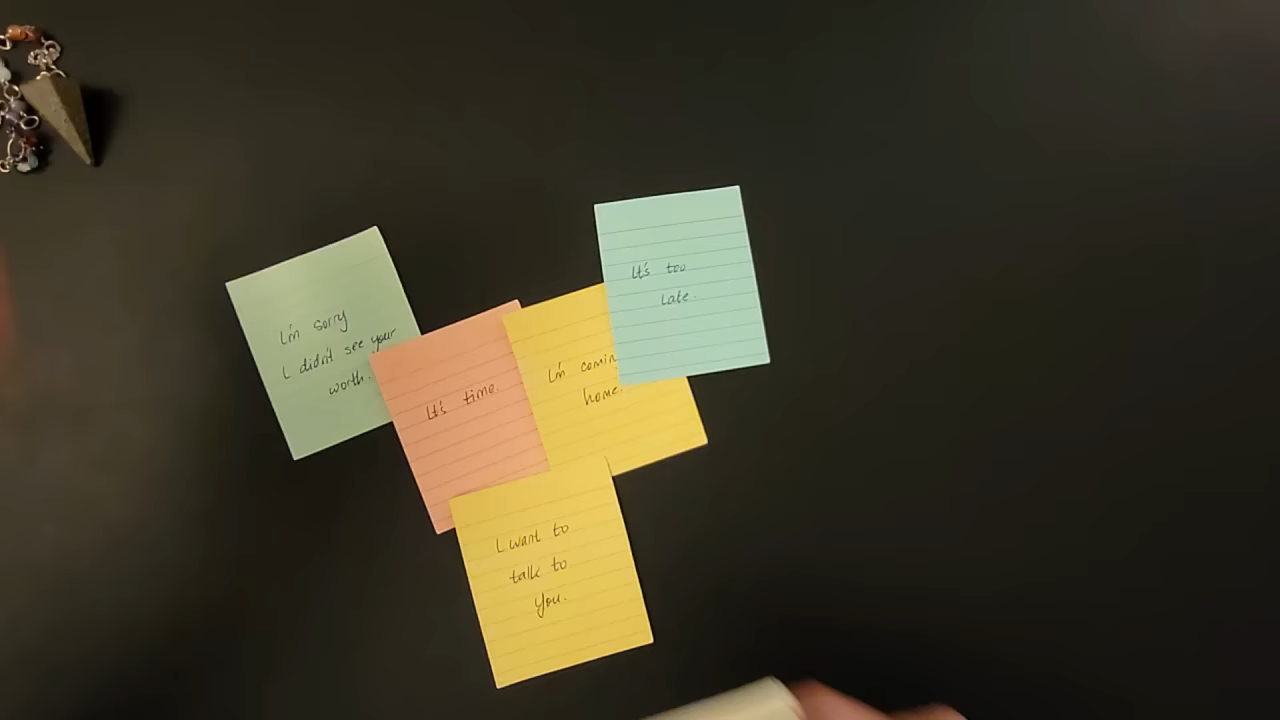 I'm sorry
I didn't see your
worth.
It's time.
I'm comin
home.
It's too
late.
I want to
talk to
you.